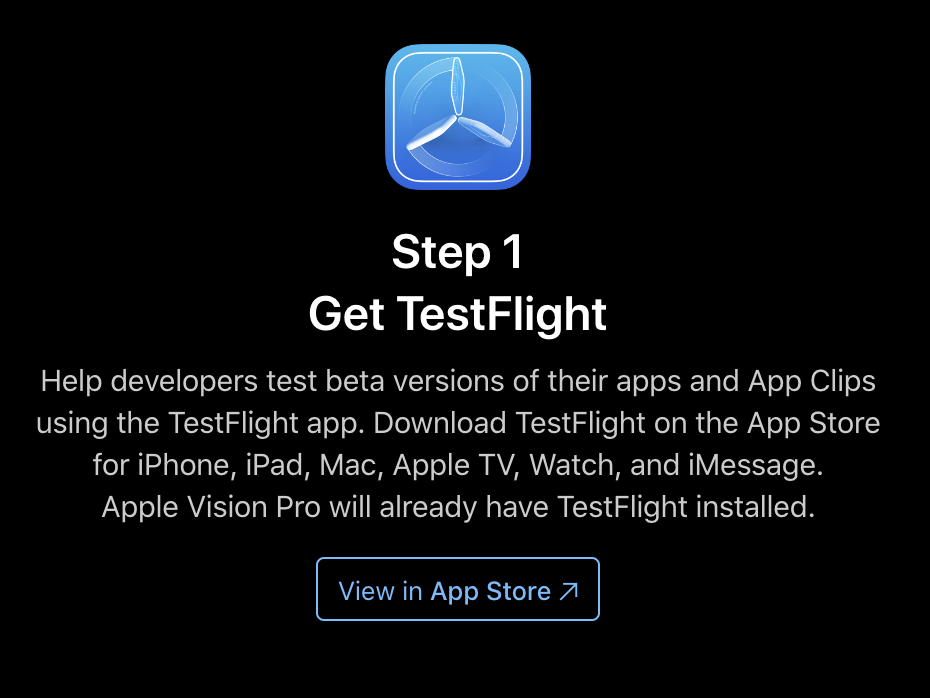 Step 1
Get TestFlight
Help developers test beta versions of their apps and App Clips
using the TestFlight app. Download TestFlight on the App Store
for iPhone, iPad, Mac, Apple TV, Watch, and iMessage.
Apple Vision Pro will already have TestFlight installed.
View in App Store ↗